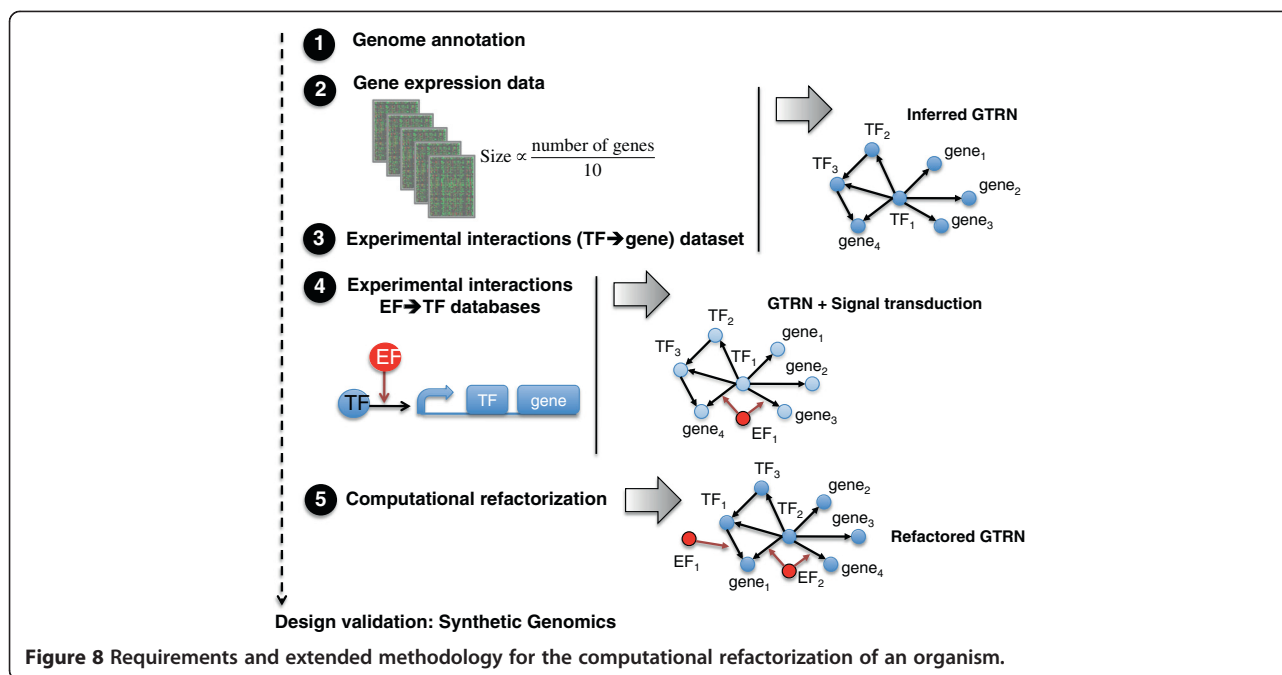 1 Genome annotation
2 Gene expression data
Size ∝ number of genes / 10
3 Experimental interactions (TF➔gene) dataset
Inferred GTRN
TF2
gene1
TF3
gene2
TF1
gene3
gene4
4 Experimental interactions
EF➔TF databases
EF
TF
TF
gene
GTRN + Signal transduction
TF2
gene1
TF3
TF1
gene2
gene3
gene4
EF1
5 Computational refactorization
TF3
gene2
TF1
TF2
gene3
Refactored GTRN
EF1
gene1
EF2
gene4
Design validation: Synthetic Genomics
Figure 8 Requirements and extended methodology for the computational refactorization of an organism.